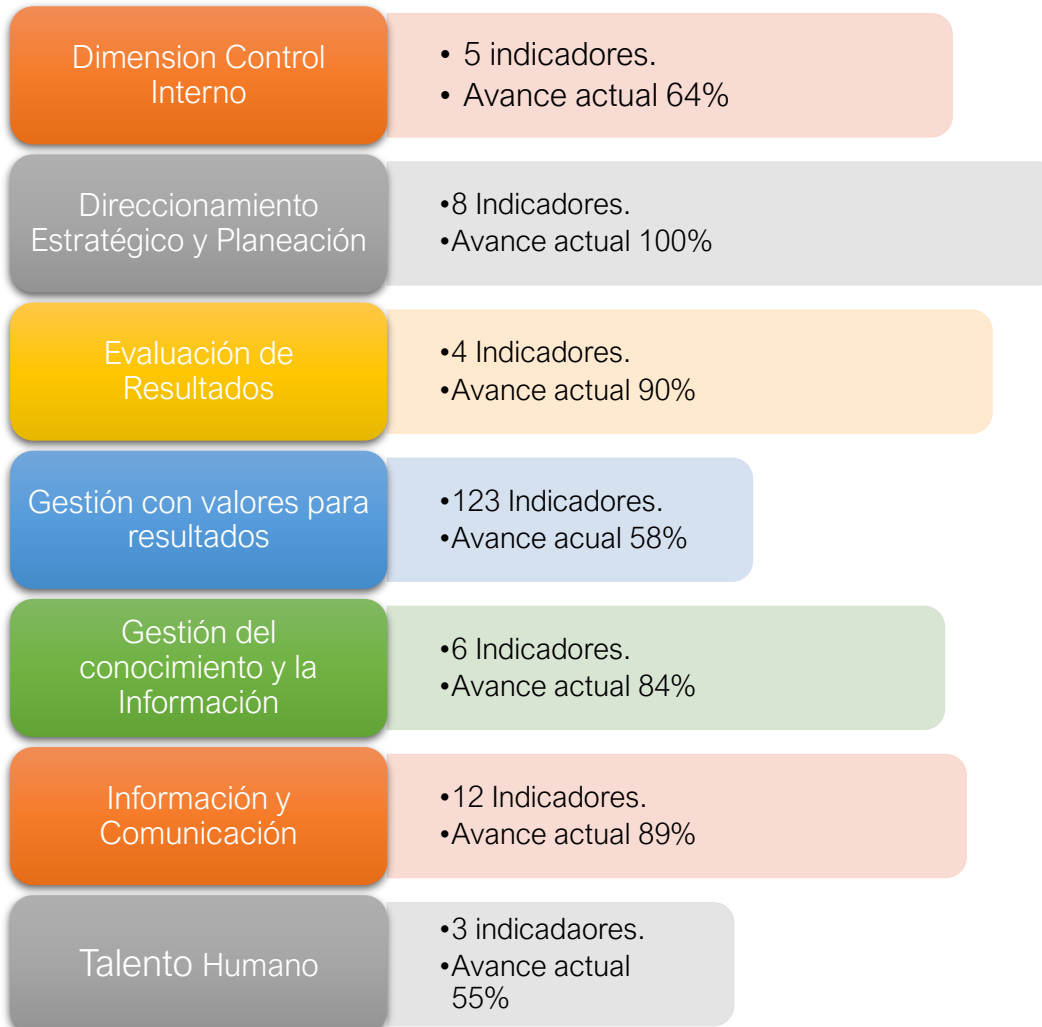 Dimension Control
Interno
• 5 indicadores.
• Avance actual 64%
Direccionamiento
Estratégico y Planeación
•8 Indicadores.
•Avance actual 100%
Evaluación de
Resultados
•4 Indicadores.
•Avance actual 90%
Gestión con valores para
resultados
•123 Indicadores.
•Avance acual 58%
Gestión del
conocimiento y la
Información
•6 Indicadores.
•Avance actual 84%
Información y
Comunicación
•12 Indicadores.
•Avance actual 89%
Talento Humano
•3 indicadaores.
•Avance actual
55%